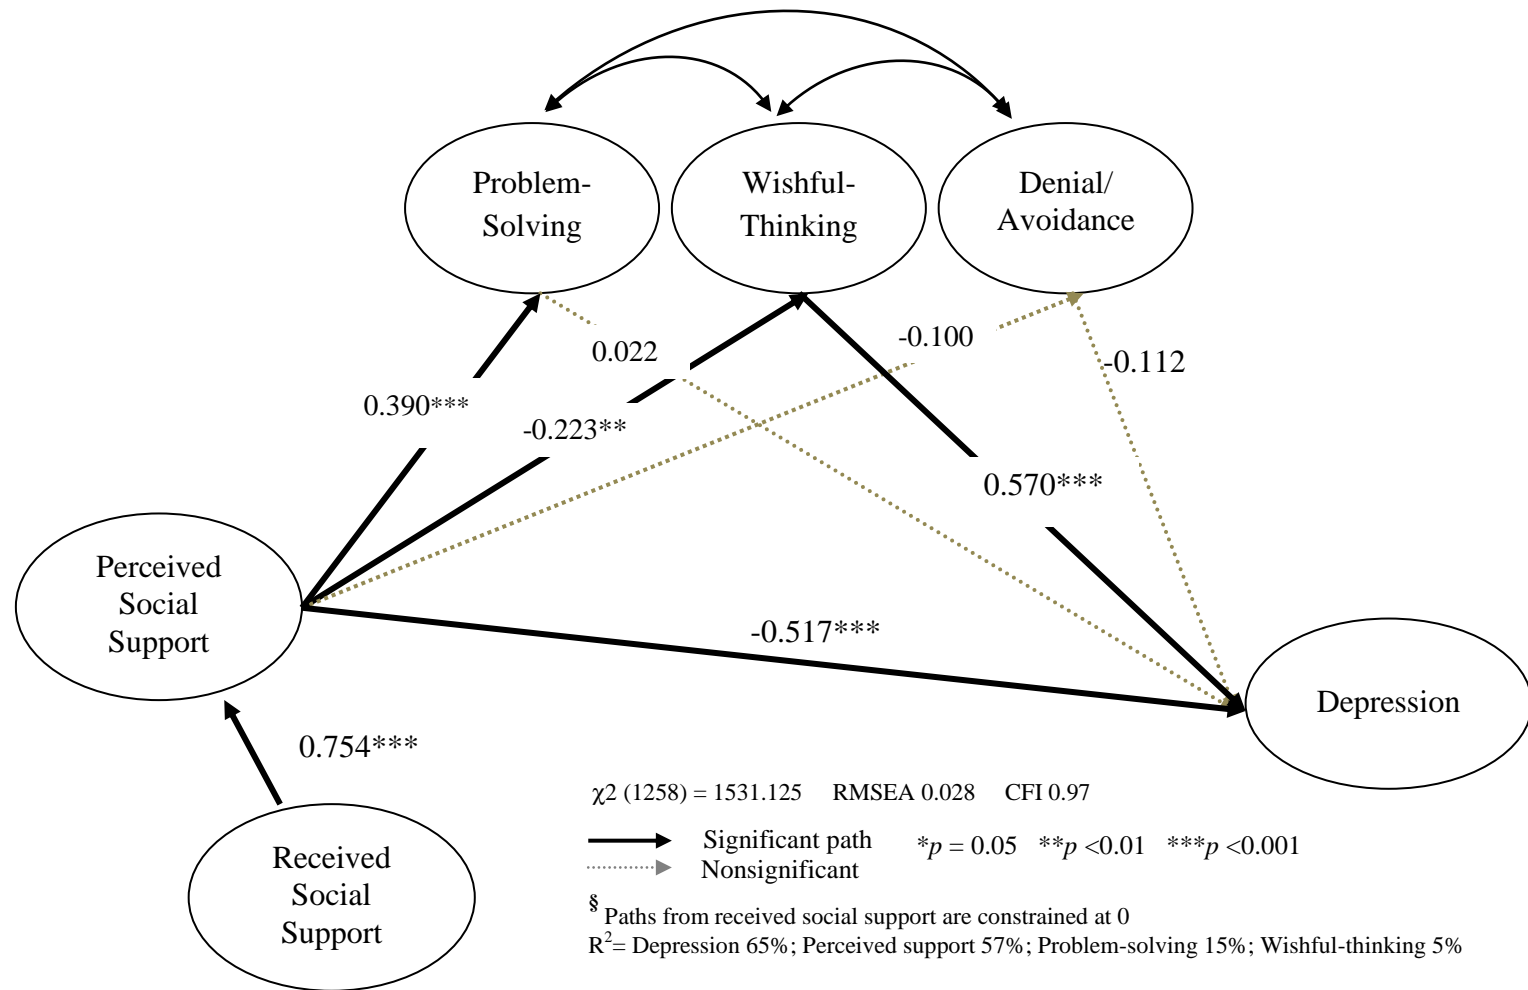 Problem-
Solving
Wishful-
Thinking
Denial/
Avoidance
0.022
-0.100
-0.112
0.390***
-0.223**
0.570***
Perceived
Social
Support
-0.517***
Depression
0.754***
Received
Social
Support
χ2 (1258) = 1531.125 RMSEA 0.028 CFI 0.97
Significant path *p = 0.05 **p <0.01 ***p <0.001
Nonsignificant
§ Paths from received social support are constrained at 0
R²= Depression 65%; Perceived support 57%; Problem-solving 15%; Wishful-thinking 5%